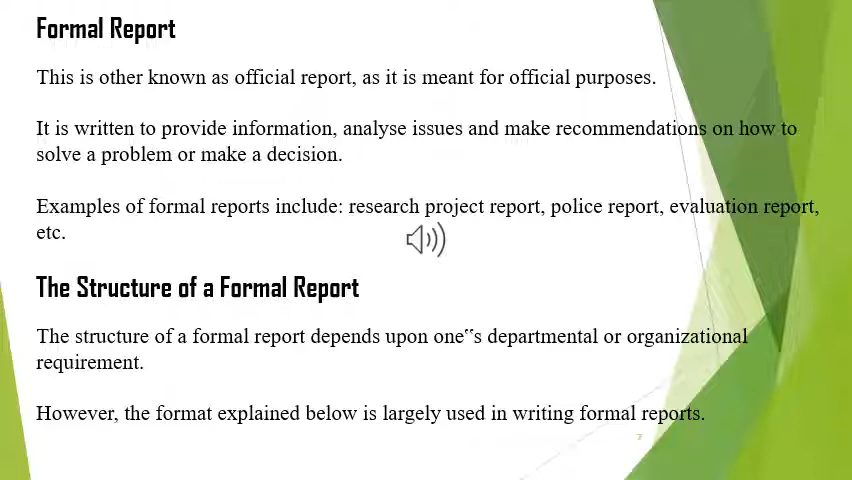 Formal Report
This is other known as official report, as it is meant for official purposes.
It is written to provide information, analyse issues and make recommendations on how to
solve a problem or make a decision.
Examples of formal reports include: research project report, police report, evaluation report,
etc.
The Structure of a Formal Report
The structure of a formal report depends upon one‟s departmental or organizational
requirement.
However, the format explained below is largely used in writing formal reports.